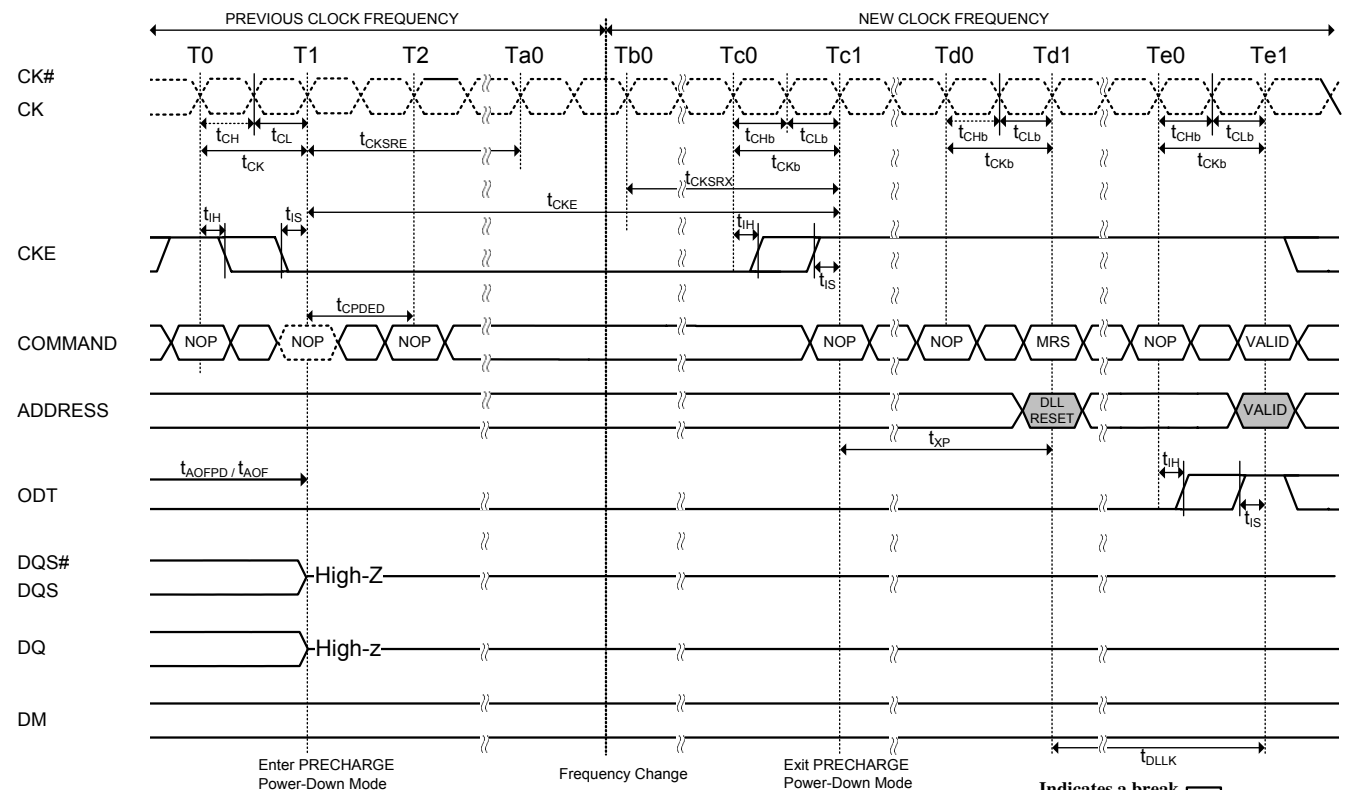 PREVIOUS CLOCK FREQUENCY NEW CLOCK FREQUENCY
T0 T1 T2 Ta0 Tb0 Tc0 Tc1 Td0 Td1 Te0 Te1
CK#
CK
tCH tCL tCKSRE tCHb tCLb tCHb tCLb tCHb tCLb
tCK tCKb tCKb tCKb
tCKSRX
tCKE
tIH tIS tIH
CKE
tIS
tCPDED
COMMAND NOP NOP NOP NOP NOP MRS NOP VALID
ADDRESS DLL RESET VALID
tXP
tAOFPD / tAOF tIH
ODT
tIS
DQS#
DQS High-Z
DQ High-z
DM
tDLLK
Enter PRECHARGE
Power-Down Mode
Frequency Change
Exit PRECHARGE
Power-Down Mode
Indicates a break